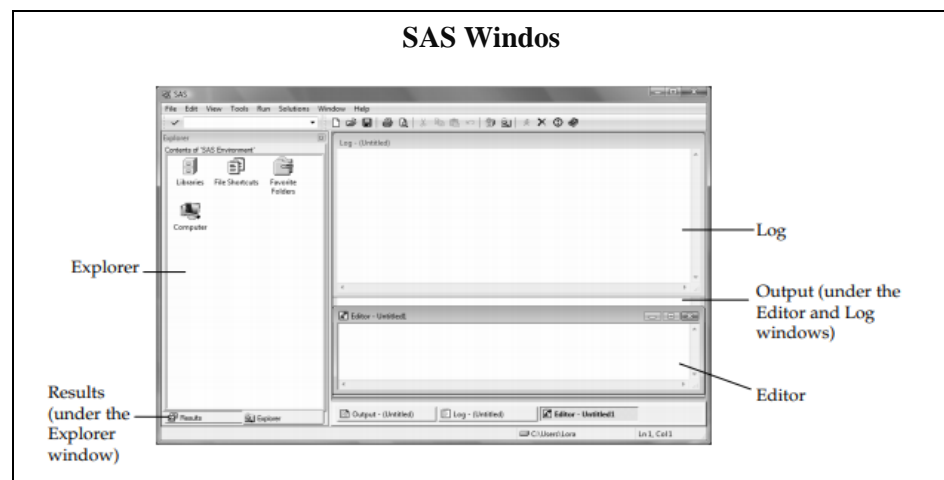 SAS Windos
SAS
File Edit View Tools Run Solutions Window Help
Explorer
Contents of 'SAS Environment'
Libraries File Shortcuts Favorite Folders
Computer
Log - (Untitled)
Log
Explorer
Output (under the
Editor and Log
windows)
Editor - Untitled1
Editor
Results
(under the
Explorer
window)
Results Explorer
Output - (Untitled) Log - (Untitled) Editor - Untitled1
C:\Users\Lora Ln 1, Col 1